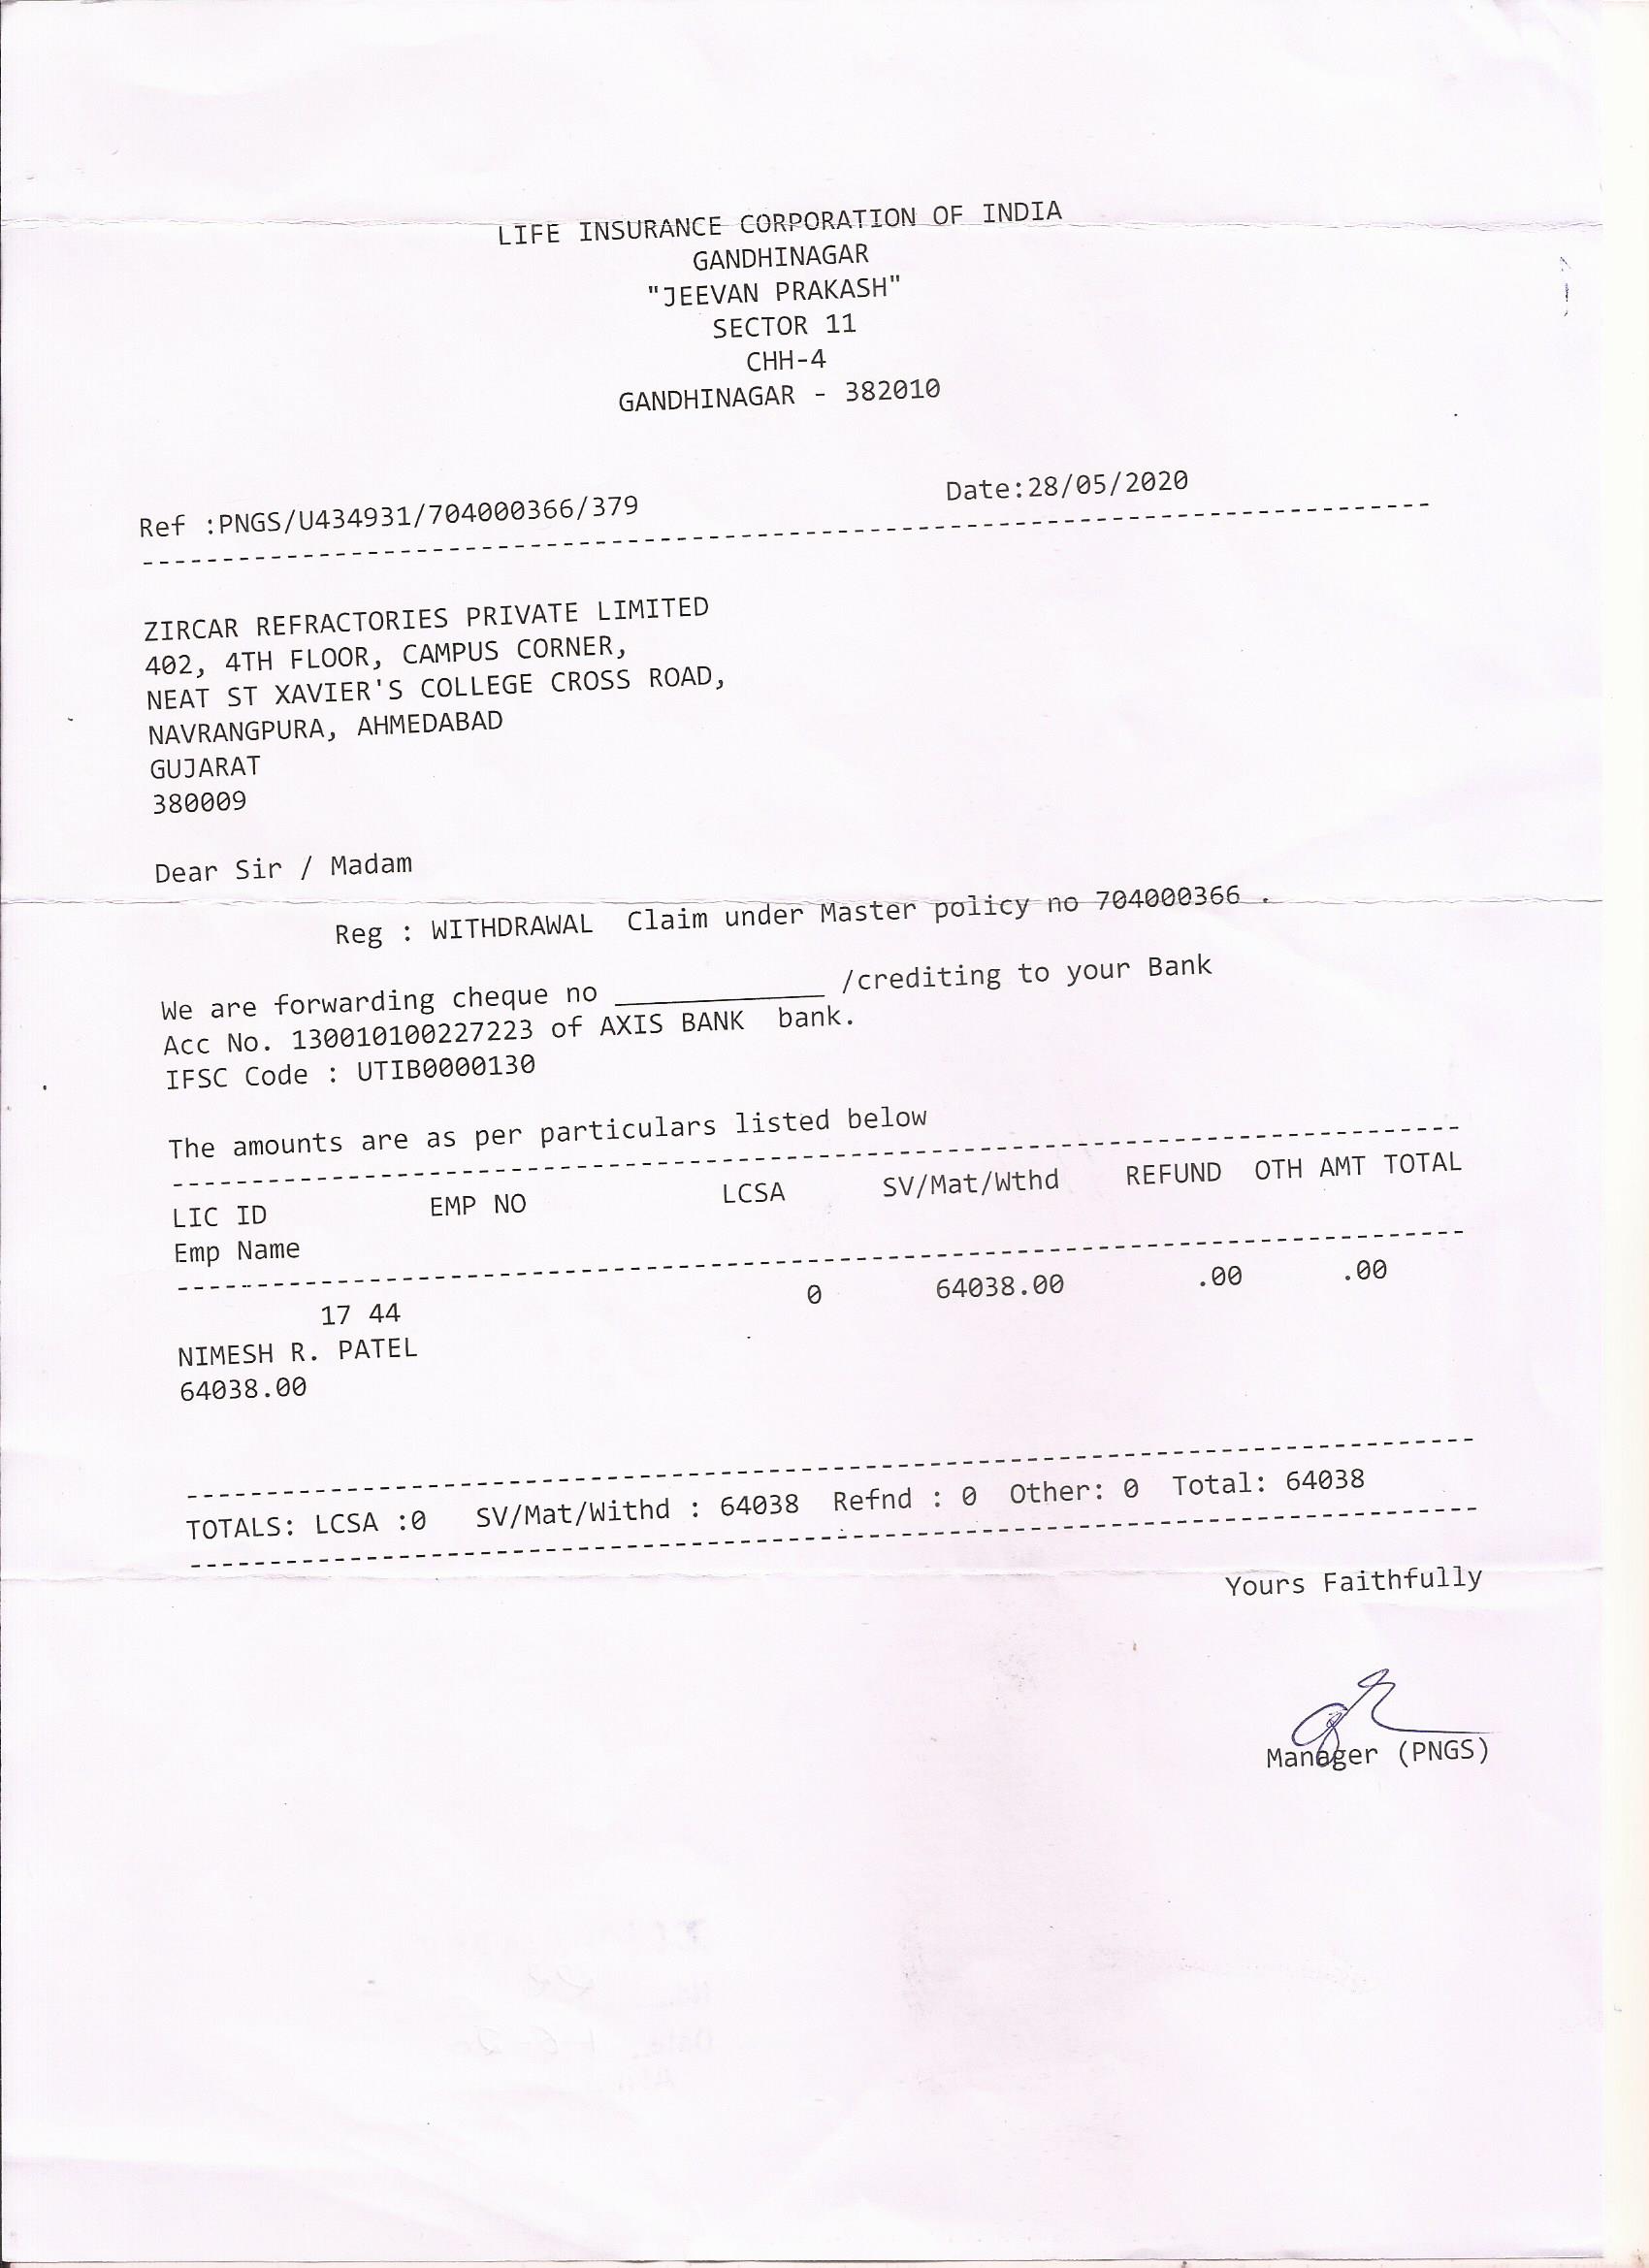 LIFE INSURANCE CORPORATION OF INDIA
GANDHINAGAR
"JEEVAN PRAKASH"
SECTOR 11
CHH-4
GANDHINAGAR - 382010
Ref :PNGS/U434931/704000366/379 Date:28/05/2020
ZIRCAR REFRACTORIES PRIVATE LIMITED
402, 4TH FLOOR, CAMPUS CORNER,
NEAT ST XAVIER'S COLLEGE CROSS ROAD,
NAVRANGPURA, AHMEDABAD
GUJARAT
380009
Dear Sir / Madam
Reg : WITHDRAWAL Claim under Master policy no 704000366 .
We are forwarding cheque no ____________ /crediting to your Bank
Acc No. 130010100227223 of AXIS BANK bank.
IFSC Code : UTIB0000130
The amounts are as per particulars listed below
LIC ID EMP NO LCSA SV/Mat/Wthd REFUND OTH AMT TOTAL
Emp Name
17 44 0 64038.00 .00 .00
NIMESH R. PATEL
64038.00
TOTALS: LCSA :0 SV/Mat/Withd : 64038 Refnd : 0 Other: 0 Total: 64038
Yours Faithfully
Manager (PNGS)